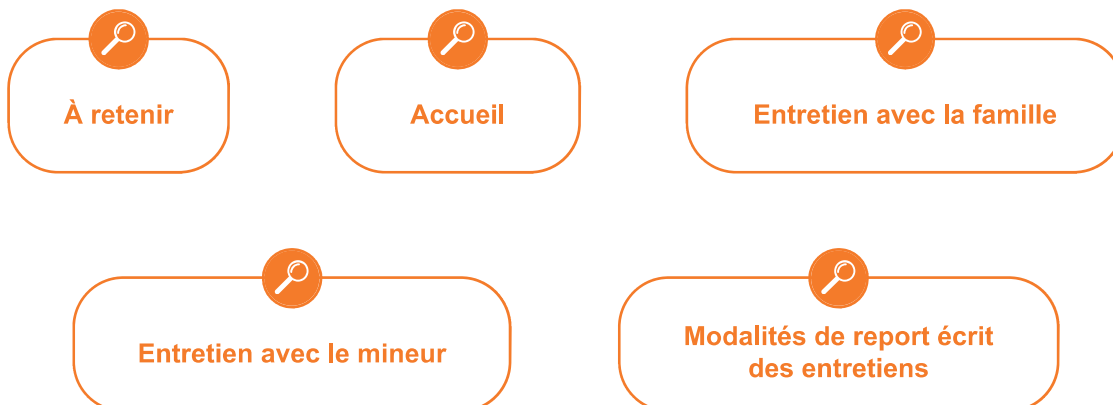 À retenir
Accueil
Entretien avec la famille
Entretien avec le mineur
Modalités de report écrit
des entretiens